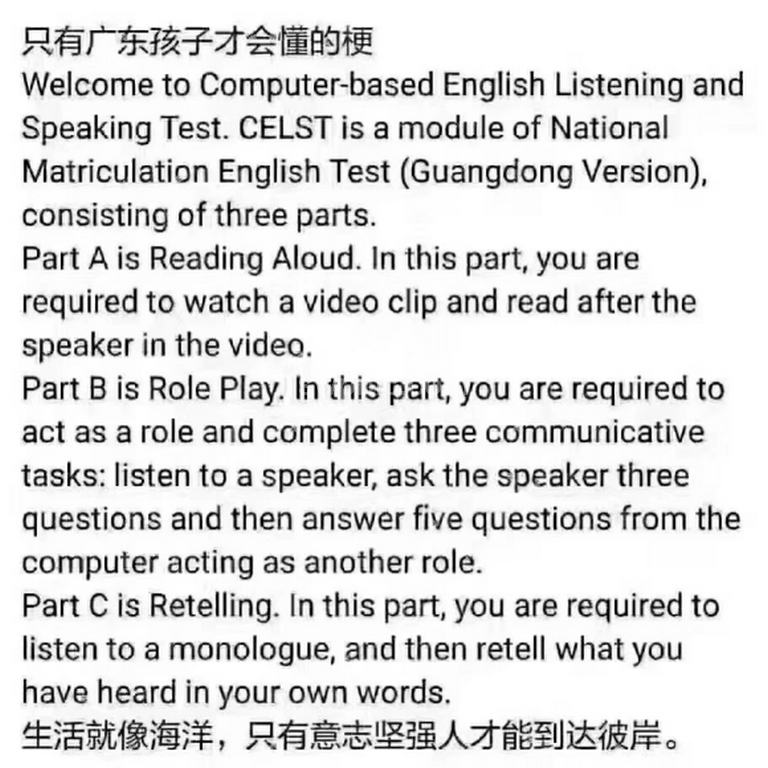 只有广东孩子才会懂的梗
Welcome to Computer-based English Listening and
Speaking Test. CELST is a module of National
Matriculation English Test (Guangdong Version),
consisting of three parts.
Part A is Reading Aloud. In this part, you are
required to watch a video clip and read after the
speaker in the video.
Part B is Role Play. In this part, you are required to
act as a role and complete three communicative
tasks: listen to a speaker, ask the speaker three
questions and then answer five questions from the
computer acting as another role.
Part C is Retelling. In this part, you are required to
listen to a monologue, and then retell what you
have heard in your own words.
生活就像海洋，只有意志坚强人才能到达彼岸。